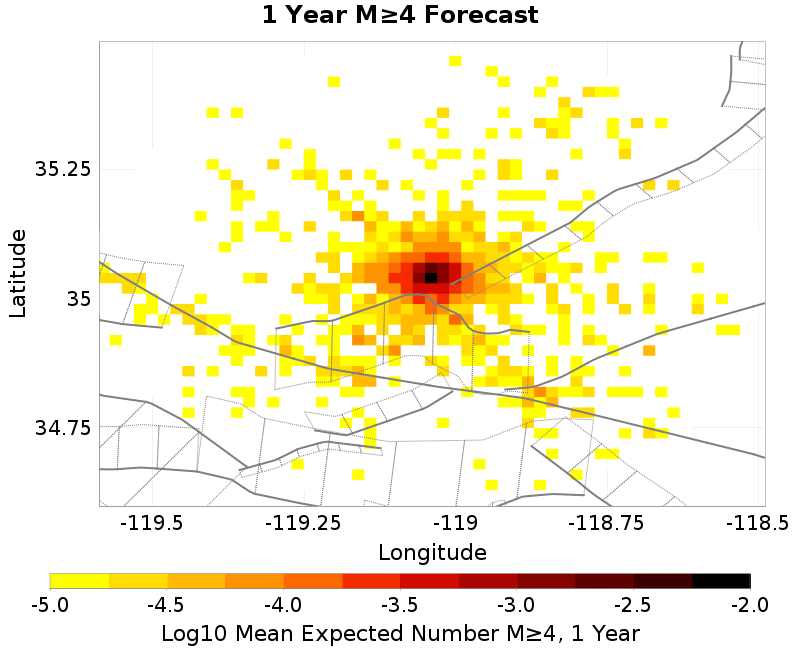 1 Year M≥4 Forecast
Latitude
35.25
35
34.75
-119.5 -119.25 -119 -118.75 -118.5
Longitude
-5.0 -4.5 -4.0 -3.5 -3.0 -2.5 -2.0
Log10 Mean Expected Number M≥4, 1 Year